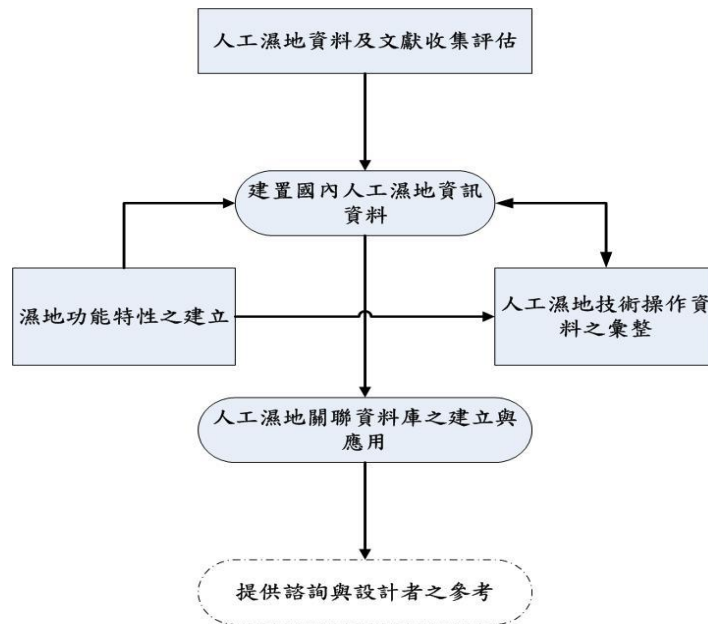 人工濕地資料及文獻收集評估
建置國內人工濕地資訊
資料
濕地功能特性之建立
人工濕地技術操作資
料之彙整
人工濕地關聯資料庫之建立與
應用
提供諮詢與設計者之參考